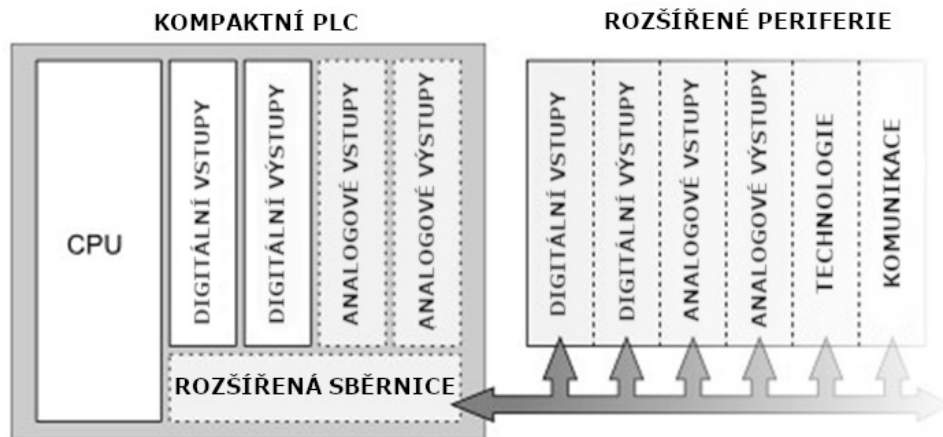 KOMPAKTNÍ PLC
ROZŠÍŘENÉ PERIFERIE
CPU
DIGITÁLNÍ VSTUPY
DIGITÁLNÍ VÝSTUPY
ANALOGOVÉ VSTUPY
ANALOGOVÉ VÝSTUPY
ROZŠÍŘENÁ SBĚRNICE
DIGITÁLNÍ VSTUPY
DIGITÁLNÍ VÝSTUPY
ANALOGOVÉ VSTUPY
ANALOGOVÉ VÝSTUPY
TECHNOLOGIE
KOMUNIKACE